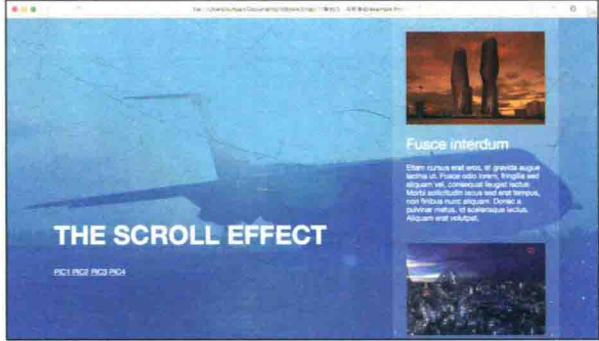 THE SCROLL EFFECT
PIC1 PIC2 PIC3 PIC4
Fusce interdum
Etiam cursus erat eros, id gravida augue
lacinia ut. Fusce odio lorem, fringilla sed
aliquam vel, consequat feugiat lectus.
Morbi sollicitudin lacus sed erat tempus,
non finibus nunc aliquam. Donec a
pulvinar metus, id scelerisque lectus.
Aliquam erat volutpat.